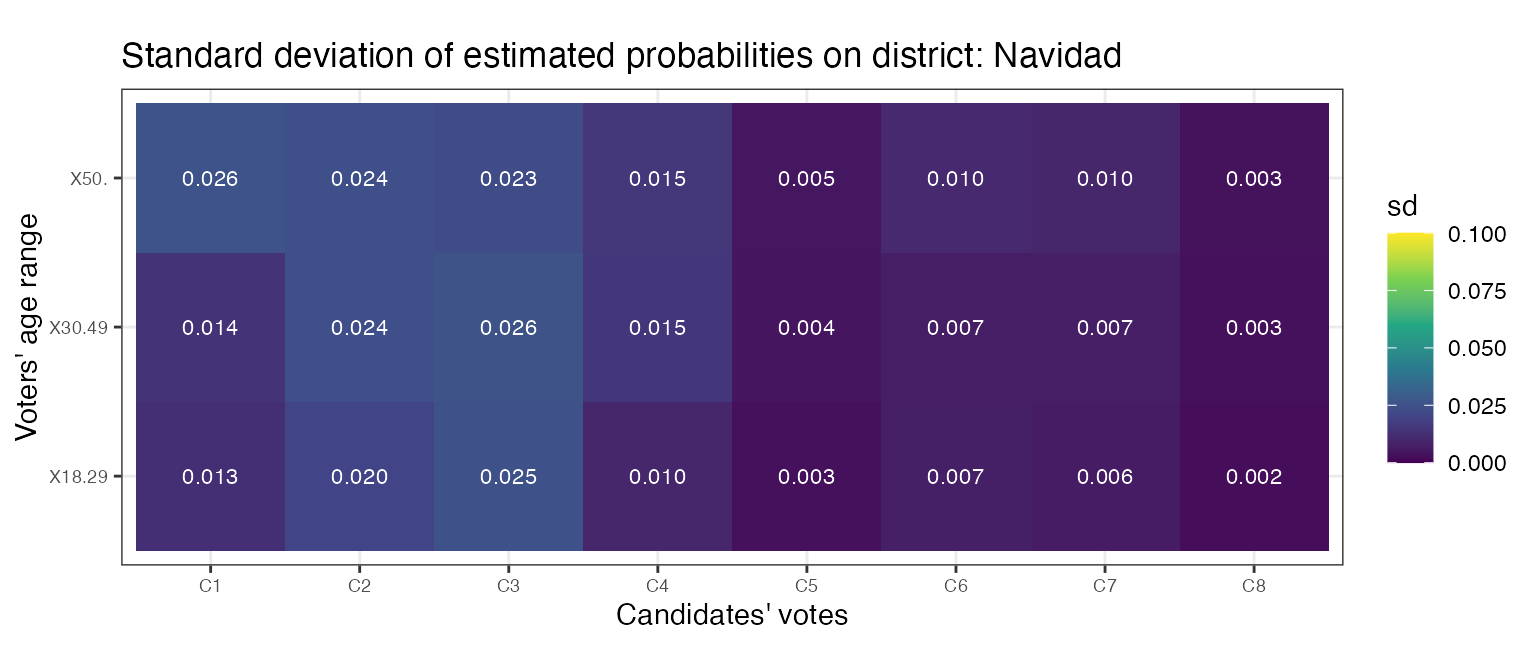 Standard deviation of estimated probabilities on district: Navidad
Voters' age range
X50.
0.026 0.024 0.023 0.015 0.005 0.010 0.010 0.003
X30.49
0.014 0.024 0.026 0.015 0.004 0.007 0.007 0.003
X18.29
0.013 0.020 0.025 0.010 0.003 0.007 0.006 0.002
C1 C2 C3 C4 C5 C6 C7 C8
Candidates' votes
sd
0.100
0.075
0.050
0.025
0.000